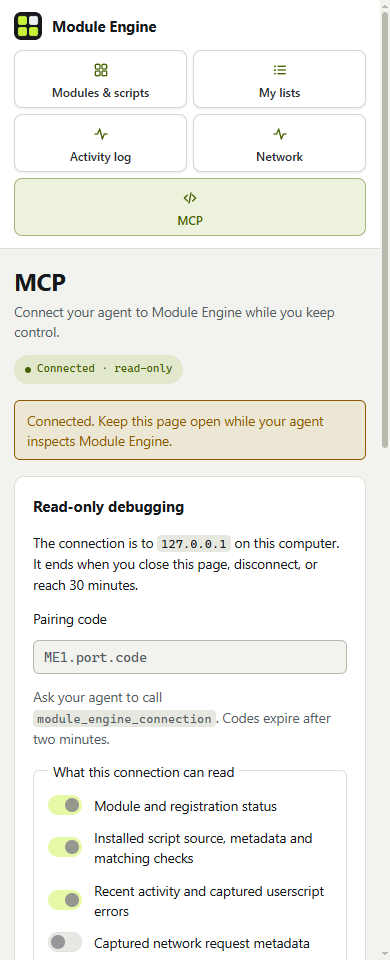 Module Engine
Modules & scripts
My lists
Activity log
Network
MCP
MCP
Connect your agent to Module Engine while you keep
control.
Connected · read-only
Connected. Keep this page open while your agent
inspects Module Engine.
Read-only debugging
The connection is to 127.0.0.1 on this computer.
It ends when you close this page, disconnect, or
reach 30 minutes.
Pairing code
ME1.port.code
Ask your agent to call
module_engine_connection. Codes expire after
two minutes.
What this connection can read
Module and registration status
Installed script source, metadata and
matching checks
Recent activity and captured userscript
errors
Captured network request metadata